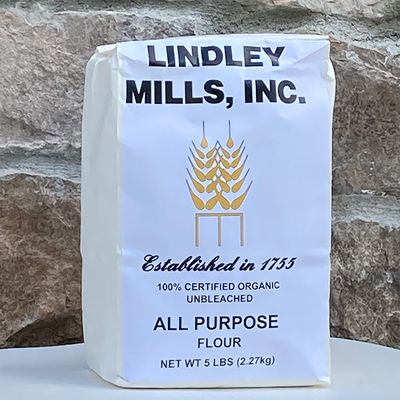 LINDLEY
MILLS, INC.
Established in 1755
100% CERTIFIED ORGANIC
UNBLEACHED
ALL PURPOSE
FLOUR
NET WT 5 LBS (2.27kg)